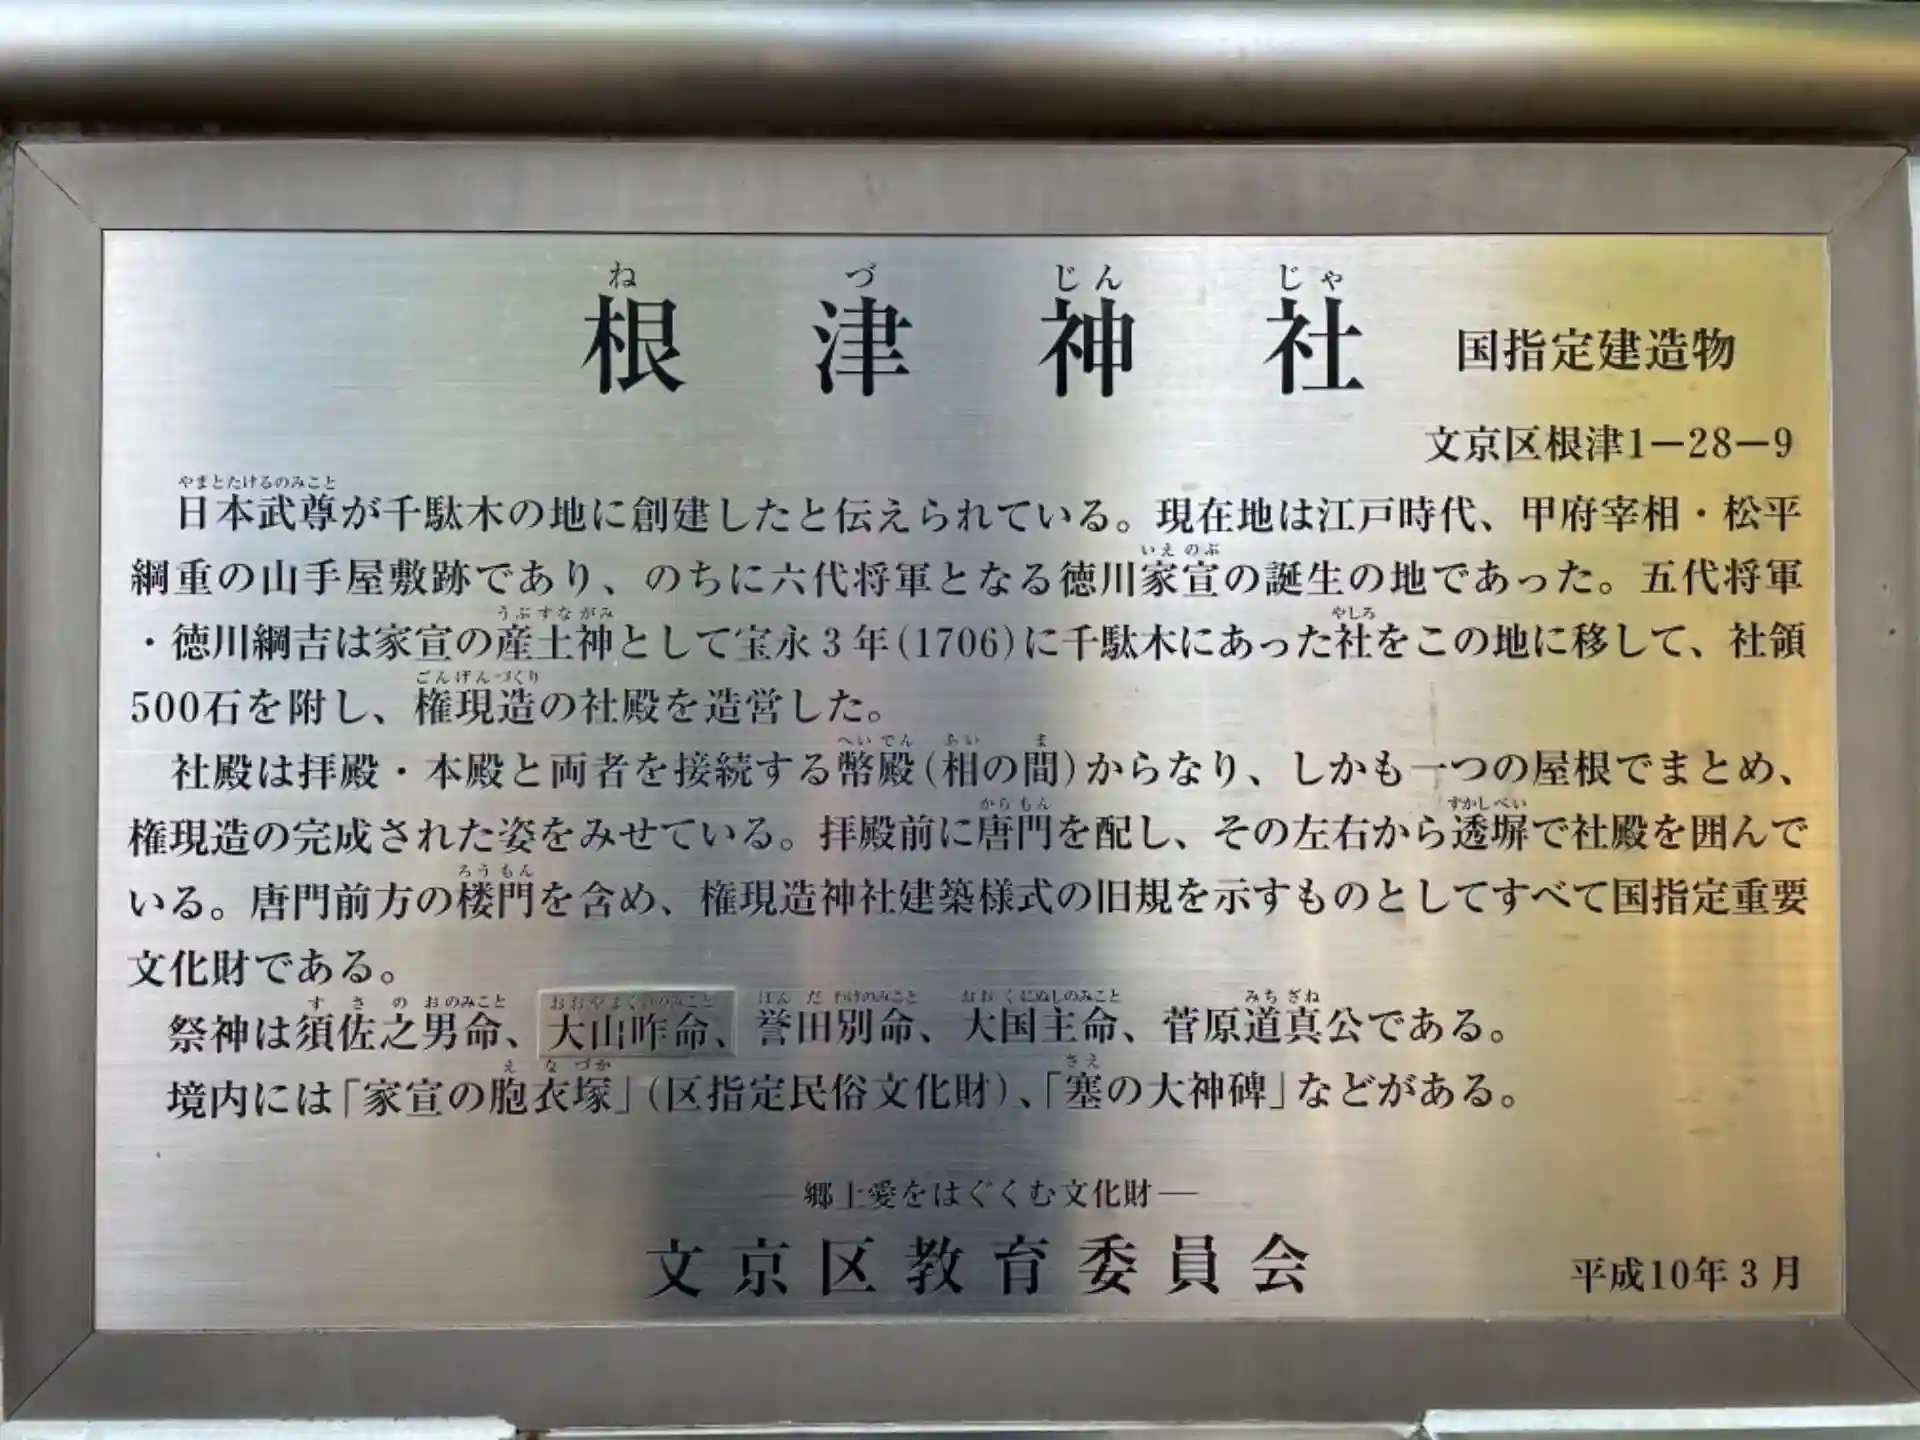 根津神社 国指定建造物
文京区根津1－28－9
日本武尊が千駄木の地に創建したと伝えられている。現在地は江戸時代、甲府宰相・松平
綱重の山手屋敷跡であり、のちに六代将軍となる徳川家宣の誕生の地であった。五代将軍
・徳川綱吉は家宣の産土神として宝永3年(1706)に千駄木にあった社をこの地に移して、社領
500石を附し、権現造の社殿を造営した。
社殿は拝殿・本殿と両者を接続する幣殿(相の間)からなり、しかも一つの屋根でまとめ、
権現造の完成された姿をみせている。拝殿前に唐門を配し、その左右から透塀で社殿を囲んで
いる。唐門前方の楼門を含め、権現造神社建築様式の旧規を示すものとしてすべて国指定重要
文化財である。
祭神は須佐之男命、大山咋命、誉田別命、大国主命、菅原道真公である。
境内には「家宣の胞衣塚」(区指定民俗文化財)、「塞の大神碑」などがある。
―郷土愛をはぐくむ文化財―
文京区教育委員会
平成10年3月